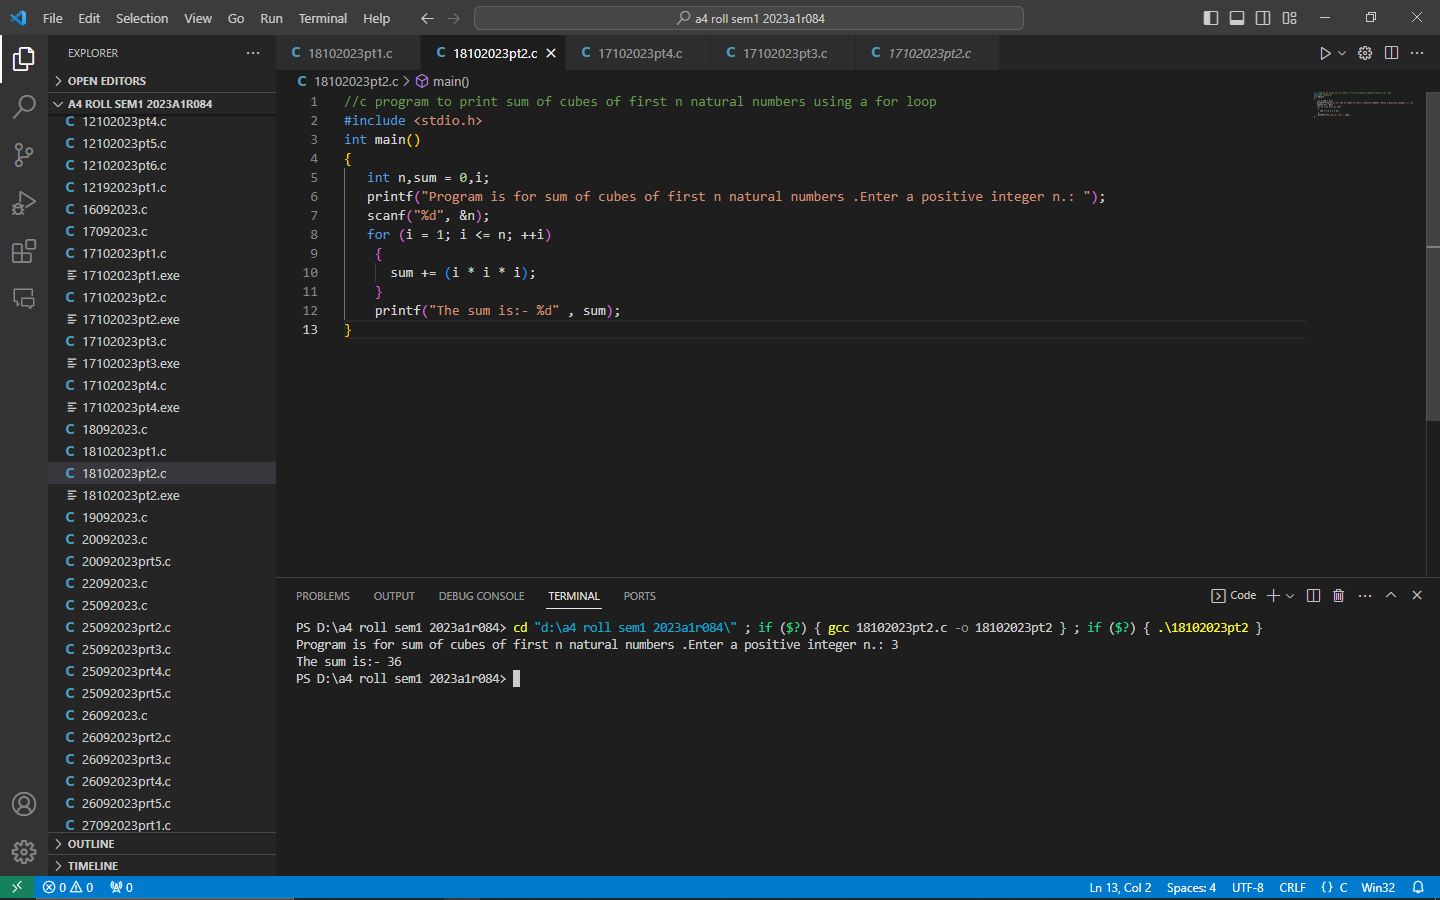 File Edit Selection View Go Run Terminal Help a4 roll sem1 2023a1r084
EXPLORER
OPEN EDITORS
A4 ROLL SEM1 2023A1R084
12102023pt4.c
12102023pt5.c
12102023pt6.c
12192023pt1.c
16092023.c
17092023.c
17102023pt1.c
17102023pt1.exe
17102023pt2.c
17102023pt2.exe
17102023pt3.c
17102023pt3.exe
17102023pt4.c
17102023pt4.exe
18092023.c
18102023pt1.c
18102023pt2.c
18102023pt2.exe
19092023.c
20092023.c
20092023prt5.c
22092023.c
25092023.c
25092023prt2.c
25092023prt3.c
25092023prt4.c
25092023prt5.c
26092023.c
26092023prt2.c
26092023prt3.c
26092023prt4.c
26092023prt5.c
27092023prt1.c
OUTLINE
TIMELINE
18102023pt1.c 18102023pt2.c 17102023pt4.c 17102023pt3.c 17102023pt2.c
18102023pt2.c > main()
1 //c program to print sum of cubes of first n natural numbers using a for loop
2 #include <stdio.h>
3 int main()
4 {
5 int n,sum = 0,i;
6 printf("Program is for sum of cubes of first n natural numbers .Enter a positive integer n.: ");
7 scanf("%d", &n);
8 for (i = 1; i <= n; ++i)
9 {
10 sum += (i * i * i);
11 }
12 printf("The sum is:- %d" , sum);
13 }
PROBLEMS OUTPUT DEBUG CONSOLE TERMINAL PORTS Code
PS D:\a4 roll sem1 2023a1r084> cd "d:\a4 roll sem1 2023a1r084\" ; if ($?) { gcc 18102023pt2.c -o 18102023pt2 } ; if ($?) { .\18102023pt2 }
Program is for sum of cubes of first n natural numbers .Enter a positive integer n.: 3
The sum is:- 36
PS D:\a4 roll sem1 2023a1r084>
0 0 0 Ln 13, Col 2 Spaces: 4 UTF-8 CRLF {} C Win32